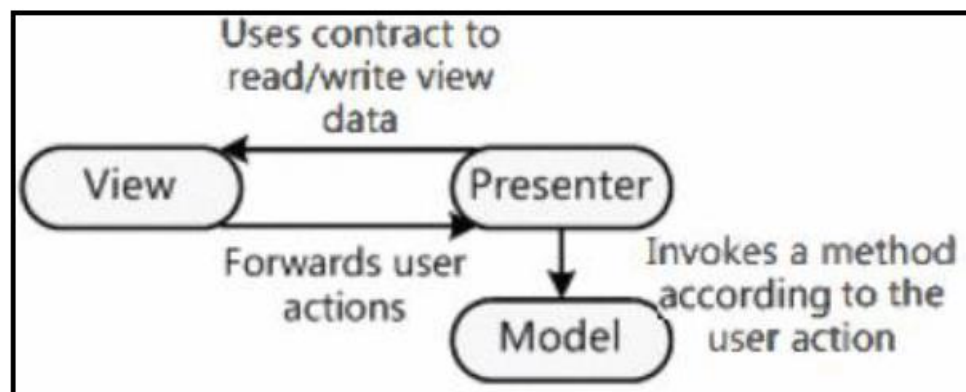 Uses contract to
read/write view
data
View
Presenter
Forwards user
actions
Invokes a method
according to the
user action
Model